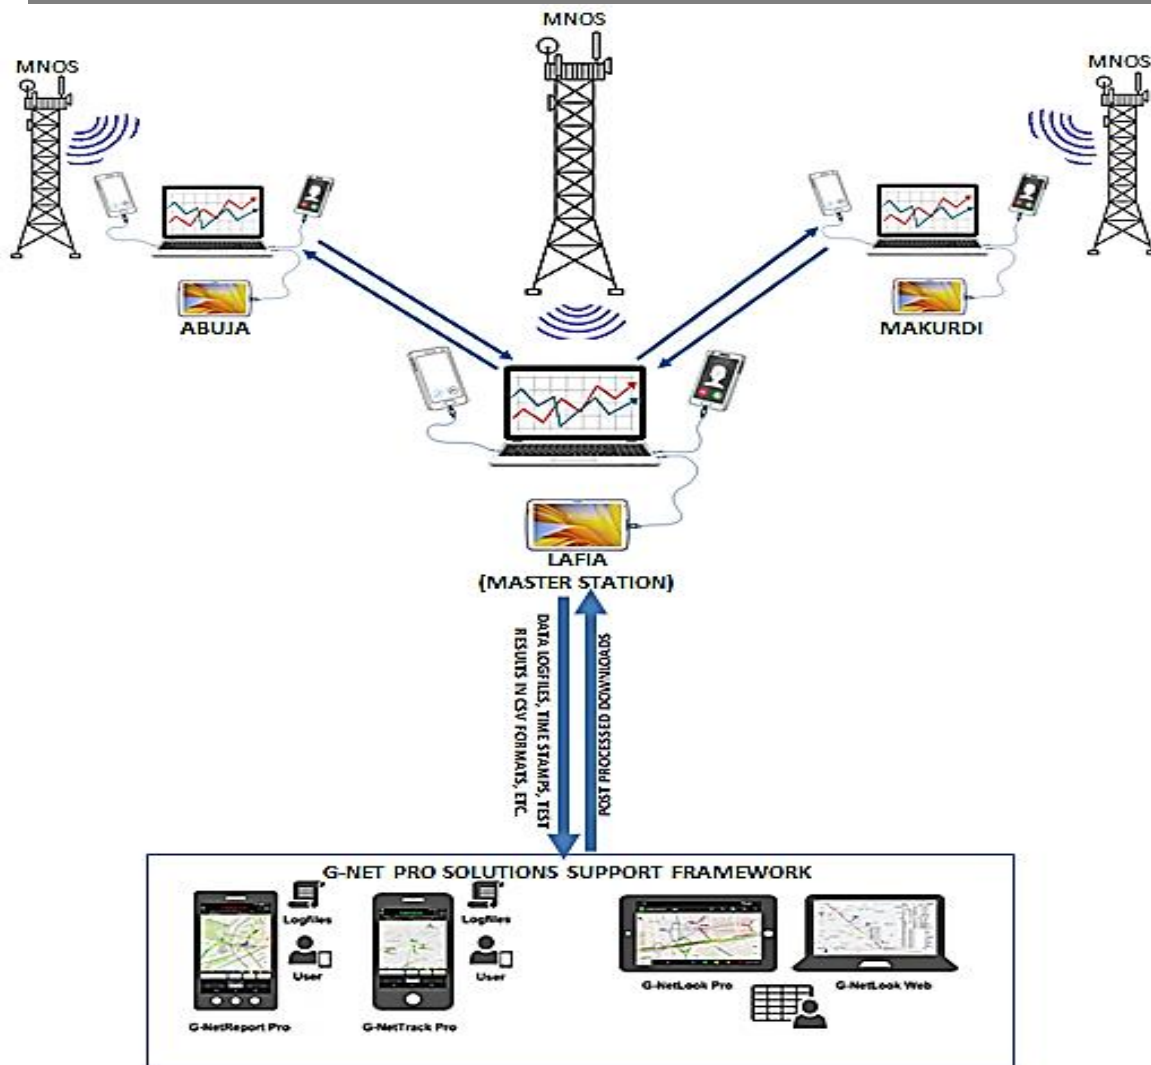 MNOS
MNOS
MNOS
ABUJA
MAKURDI
LAFIA
(MASTER STATION)
DATA LOGFILES, TIME STAMPS, TEST
RESULTS IN CSV FORMATS, ETC.
POST PROCESSED DOWNLOADS
G-NET PRO SOLUTIONS SUPPORT FRAMEWORK
Logfiles
User
G-NetReport Pro
Logfiles
User
G-NetTrack Pro
G-NetLook Pro
G-NetLook Web